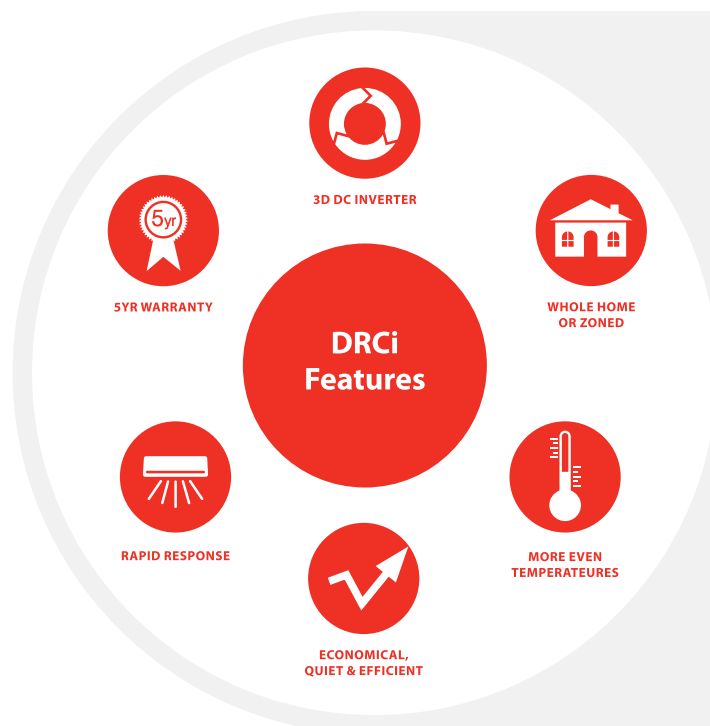 3D DC INVERTER
5yr
5YR WARRANTY
WHOLE HOME
OR ZONED
DRCi
Features
RAPID RESPONSE
MORE EVEN
TEMPERATEURES
ECONOMICAL,
QUIET & EFFICIENT